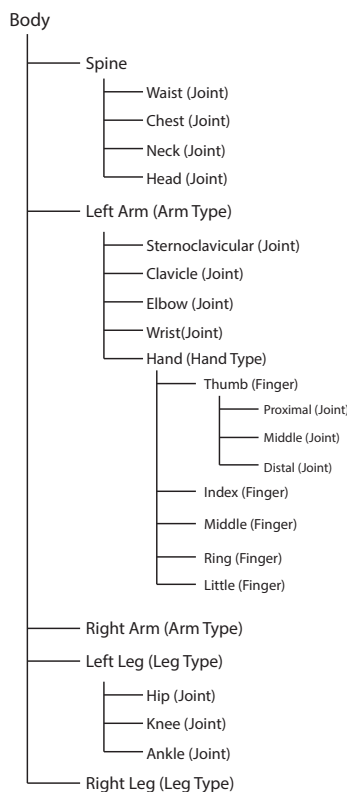 Body
Spine
Waist (Joint)
Chest (Joint)
Neck (Joint)
Head (Joint)
Left Arm (Arm Type)
Sternoclavicular (Joint)
Clavicle (Joint)
Elbow (Joint)
Wrist(Joint)
Hand (Hand Type)
Thumb (Finger)
Proximal (Joint)
Middle (Joint)
Distal (Joint)
Index (Finger)
Middle (Finger)
Ring (Finger)
Little (Finger)
Right Arm (Arm Type)
Left Leg (Leg Type)
Hip (Joint)
Knee (Joint)
Ankle (Joint)
Right Leg (Leg Type)